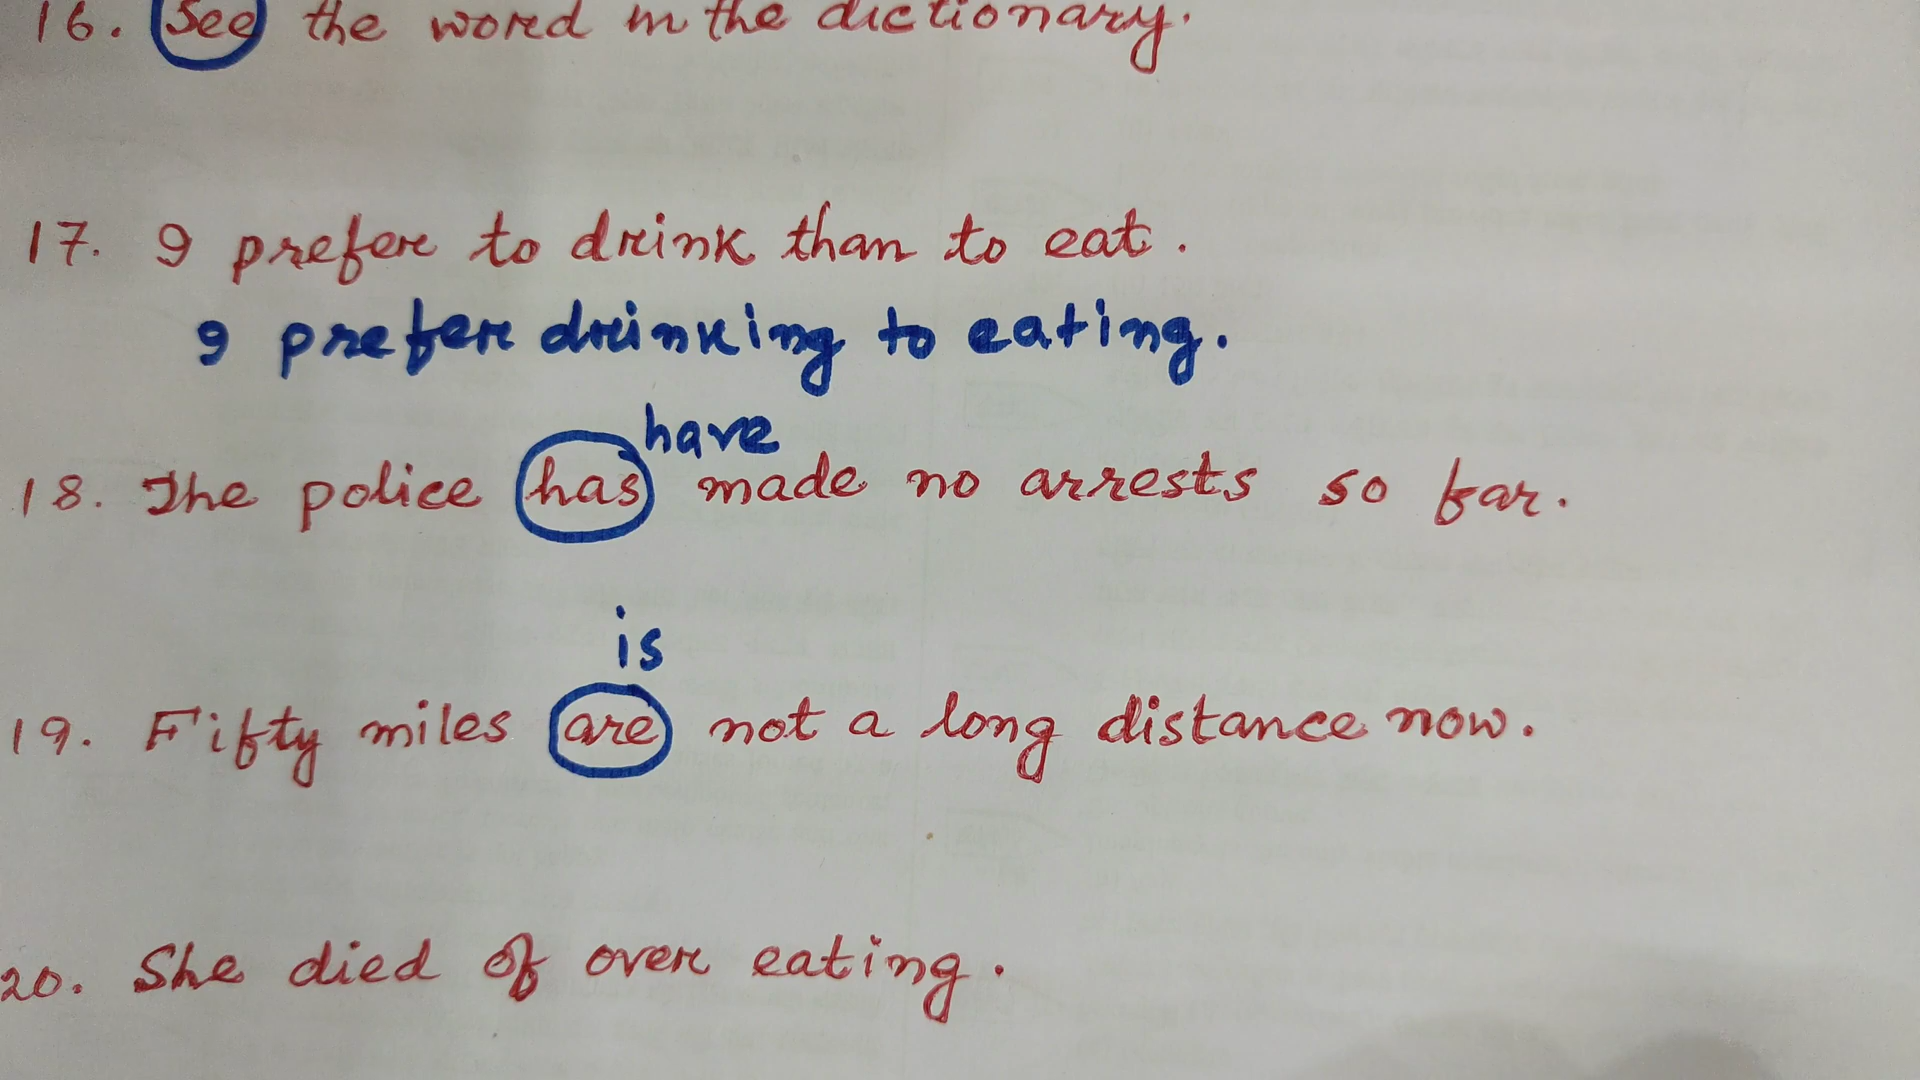 16. See the word in the dictionary.
17. I prefer to drink than to eat.
I prefer drinking to eating.
have
18. The police has made no arrests so far.
is
19. Fifty miles are not a long distance now.
20. She died of over eating.